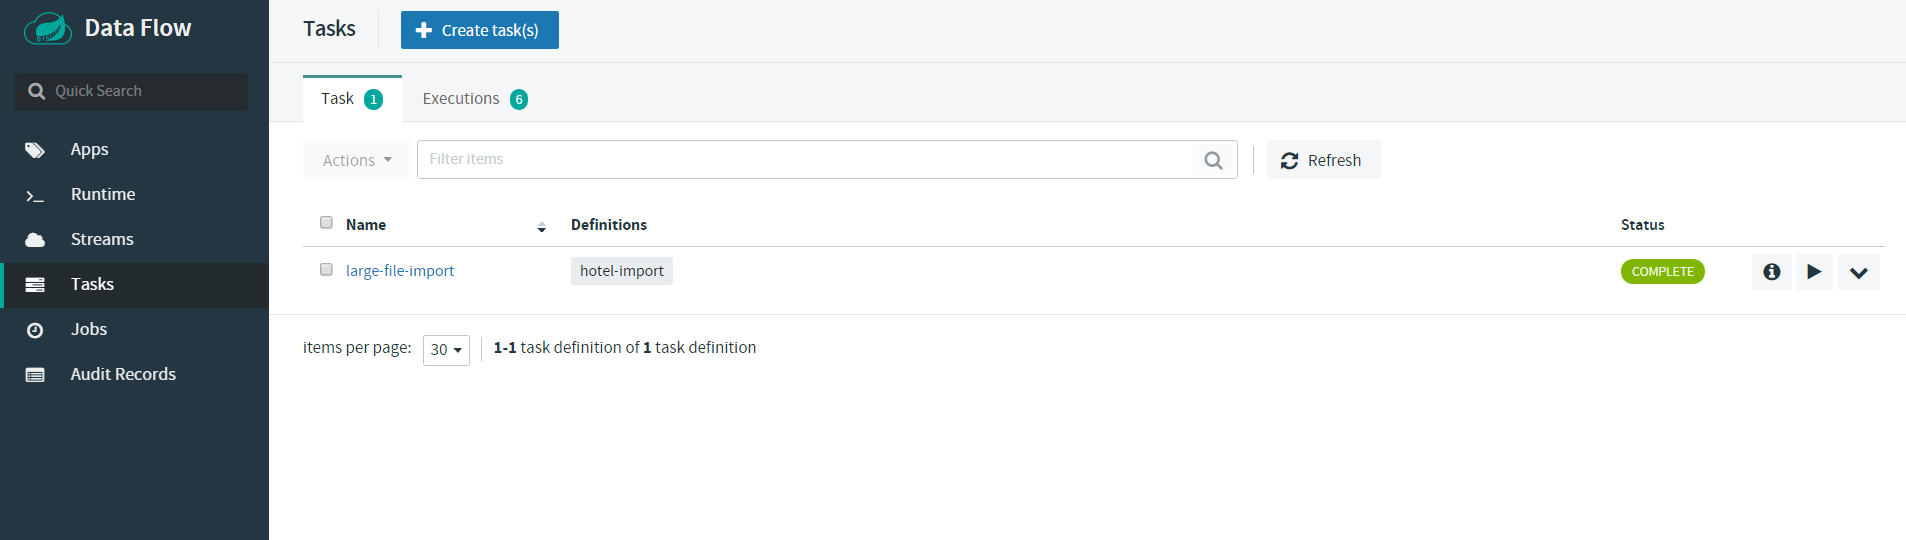 Data Flow
Quick Search
Apps
Runtime
Streams
Tasks
Jobs
Audit Records
Tasks
Create task(s)
Task 1 Executions 6
Actions Filter items Refresh
Name Definitions Status
large-file-import hotel-import COMPLETE
items per page: 30 1-1 task definition of 1 task definition